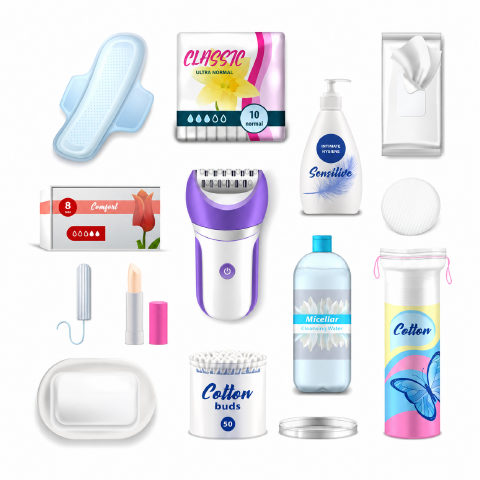 CLASSIC
ULTRA NORMAL
10
normal
INTIMATE
HYGIENE
Sensitive
8
Comfort
Micellar
Cleansing Water
Cotton
Cotton
buds
50